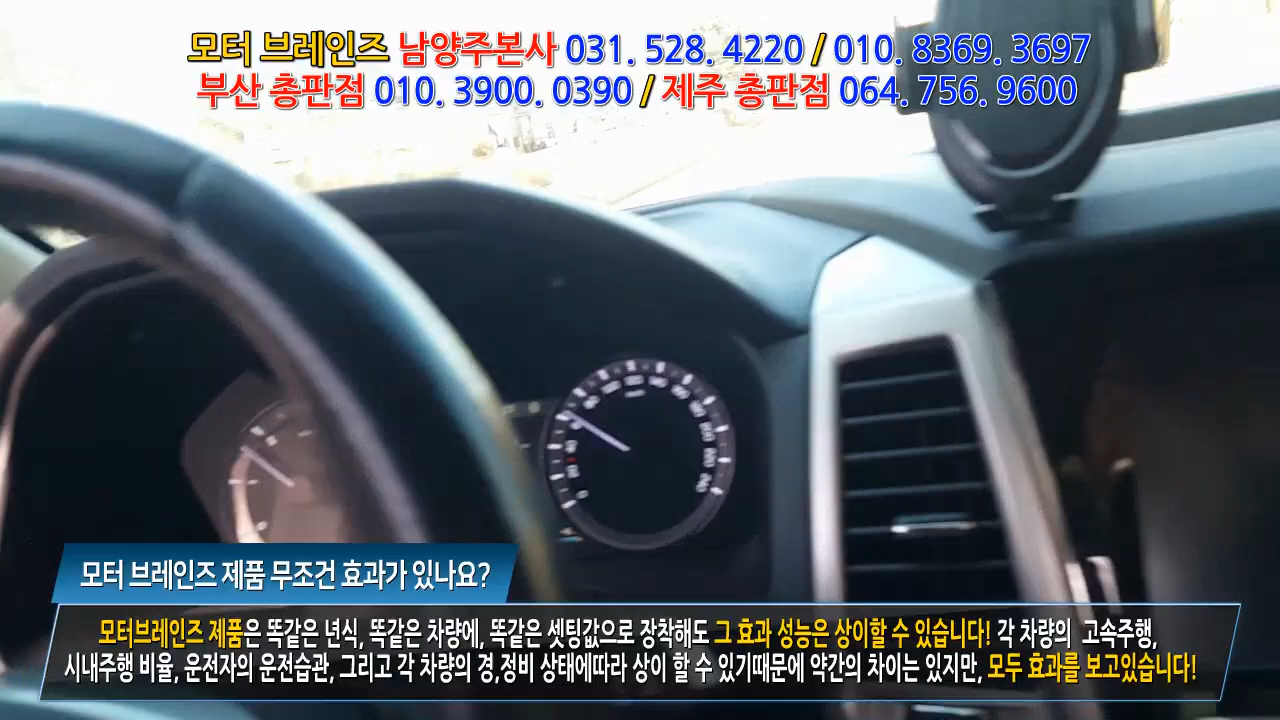 모터 브레인즈 남양주본사 031. 528. 4220 / 010. 8369. 3697
부산 총판점 010. 3900. 0390 / 제주 총판점 064. 756. 9600
모터 브레인즈 제품 무조건 효과가 있나요?
모터브레인즈 제품은 똑같은 년식, 똑같은 차량에, 똑같은 셋팅값으로 장착해도 그 효과 성능은 상이할 수 있습니다! 각 차량의 고속주행,
시내주행 비율, 운전자의 운전습관, 그리고 각 차량의 경,정비 상태에따라 상이 할 수 있기때문에 약간의 차이는 있지만, 모두 효과를 보고있습니다!